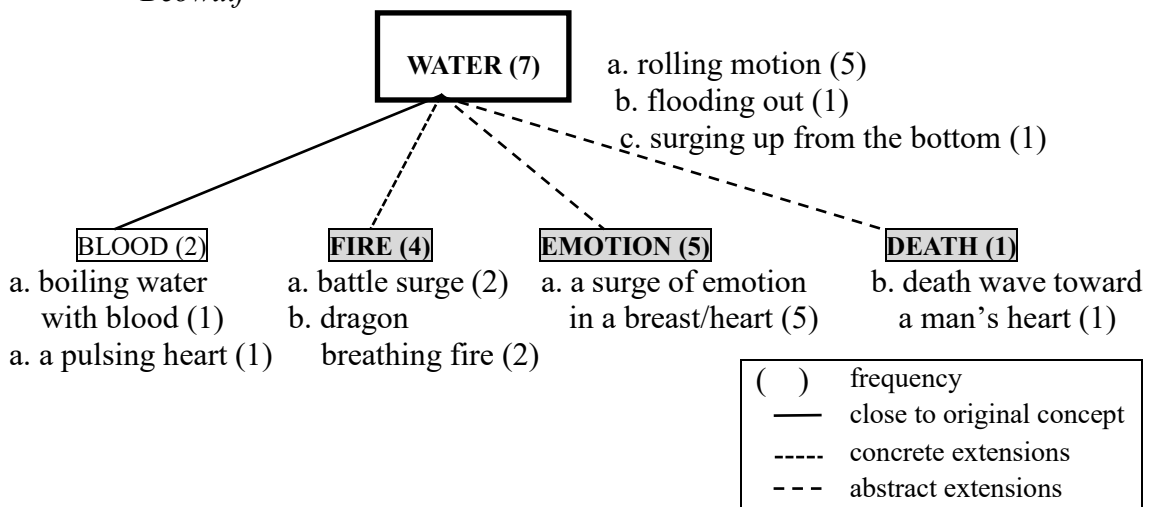 Beowulf
WATER (7)
a. rolling motion (5)
b. flooding out (1)
c. surging up from the bottom (1)
BLOOD (2)
a. boiling water
with blood (1)
a. a pulsing heart (1)
FIRE (4)
a. battle surge (2)
b. dragon
breathing fire (2)
EMOTION (5)
a. a surge of emotion
in a breast/heart (5)
DEATH (1)
b. death wave toward
a man’s heart (1)
( ) frequency
close to original concept
concrete extensions
abstract extensions